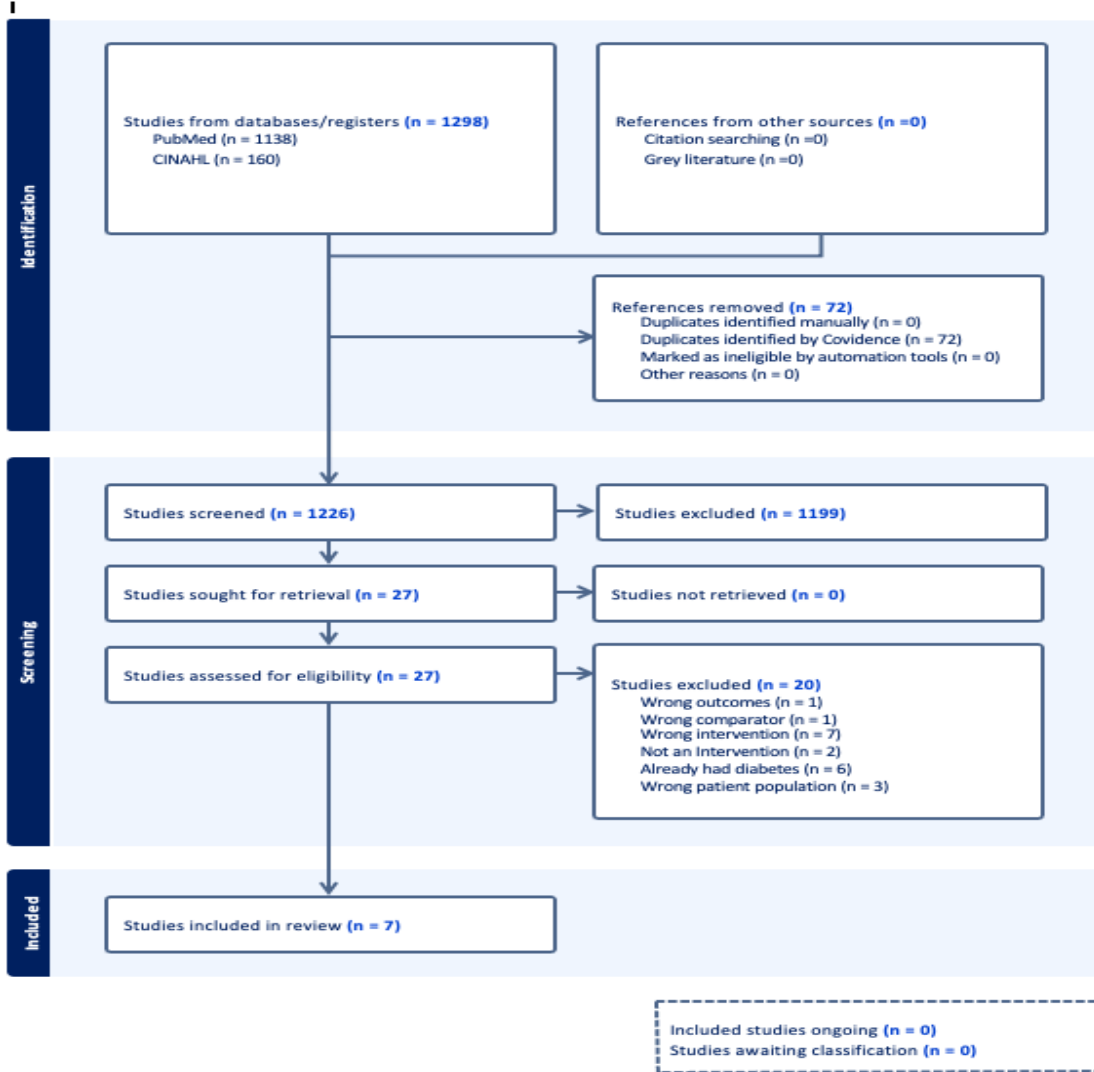 Identification
Studies from databases/registers (n = 1298)
PubMed (n = 1138)
CINAHL (n = 160)
References from other sources (n =0)
Citation searching (n =0)
Grey literature (n =0)
References removed (n = 72)
Duplicates identified manually (n = 0)
Duplicates identified by Covidence (n = 72)
Marked as ineligible by automation tools (n = 0)
Other reasons (n = 0)
Screening
Studies screened (n = 1226)
Studies excluded (n = 1199)
Studies sought for retrieval (n = 27)
Studies not retrieved (n = 0)
Studies assessed for eligibility (n = 27)
Studies excluded (n = 20)
Wrong outcomes (n = 1)
Wrong comparator (n = 1)
Wrong intervention (n = 7)
Not an Intervention (n = 2)
Already had diabetes (n = 6)
Wrong patient population (n = 3)
Included
Studies included in review (n = 7)
Included studies ongoing (n = 0)
Studies awaiting classification (n = 0)